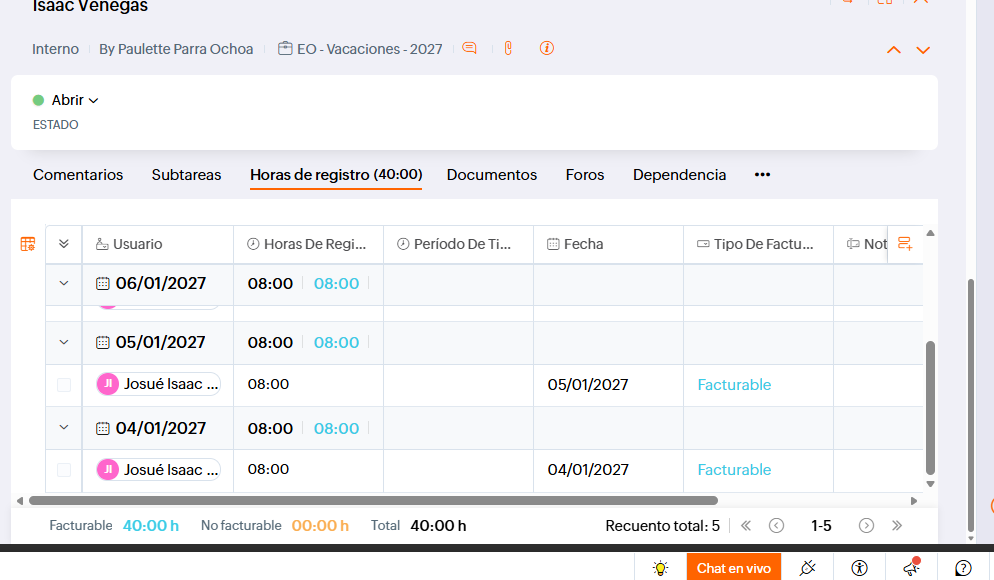 Isaac Venegas
Interno By Paulette Parra Ochoa EO - Vacaciones - 2027
Abrir
ESTADO
Comentarios Subtareas Horas de registro (40:00) Documentos Foros Dependencia •••
Usuario Horas De Regi... Período De Ti... Fecha Tipo De Factu... Not
06/01/2027 08:00 08:00
05/01/2027 08:00 08:00
JI Josué Isaac ... 08:00 05/01/2027 Facturable
04/01/2027 08:00 08:00
JI Josué Isaac ... 08:00 04/01/2027 Facturable
Facturable 40:00 h No facturable 00:00 h Total 40:00 h Recuento total: 5 1-5
Chat en vivo